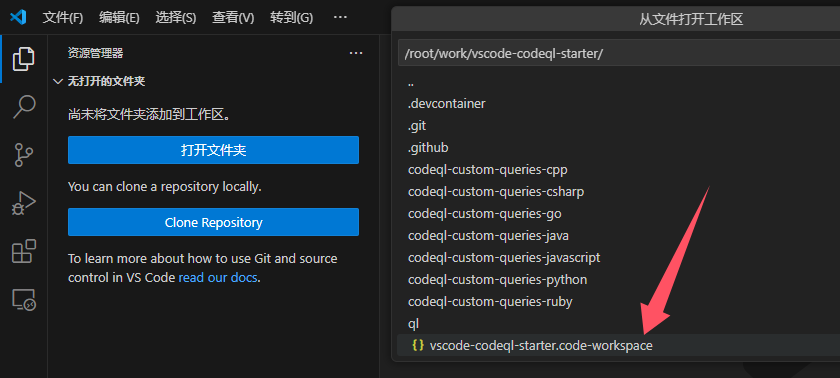 文件(F) 编辑(E) 选择(S) 查看(V) 转到(G) ···
资源管理器 ···
无打开的文件夹
尚未将文件夹添加到工作区。
打开文件夹
You can clone a repository locally.
Clone Repository
To learn more about how to use Git and source
control in VS Code read our docs.
从文件打开工作区
/root/work/vscode-codeql-starter/
..
.devcontainer
.git
.github
codeql-custom-queries-cpp
codeql-custom-queries-csharp
codeql-custom-queries-go
codeql-custom-queries-java
codeql-custom-queries-javascript
codeql-custom-queries-python
codeql-custom-queries-ruby
ql
{} vscode-codeql-starter.code-workspace